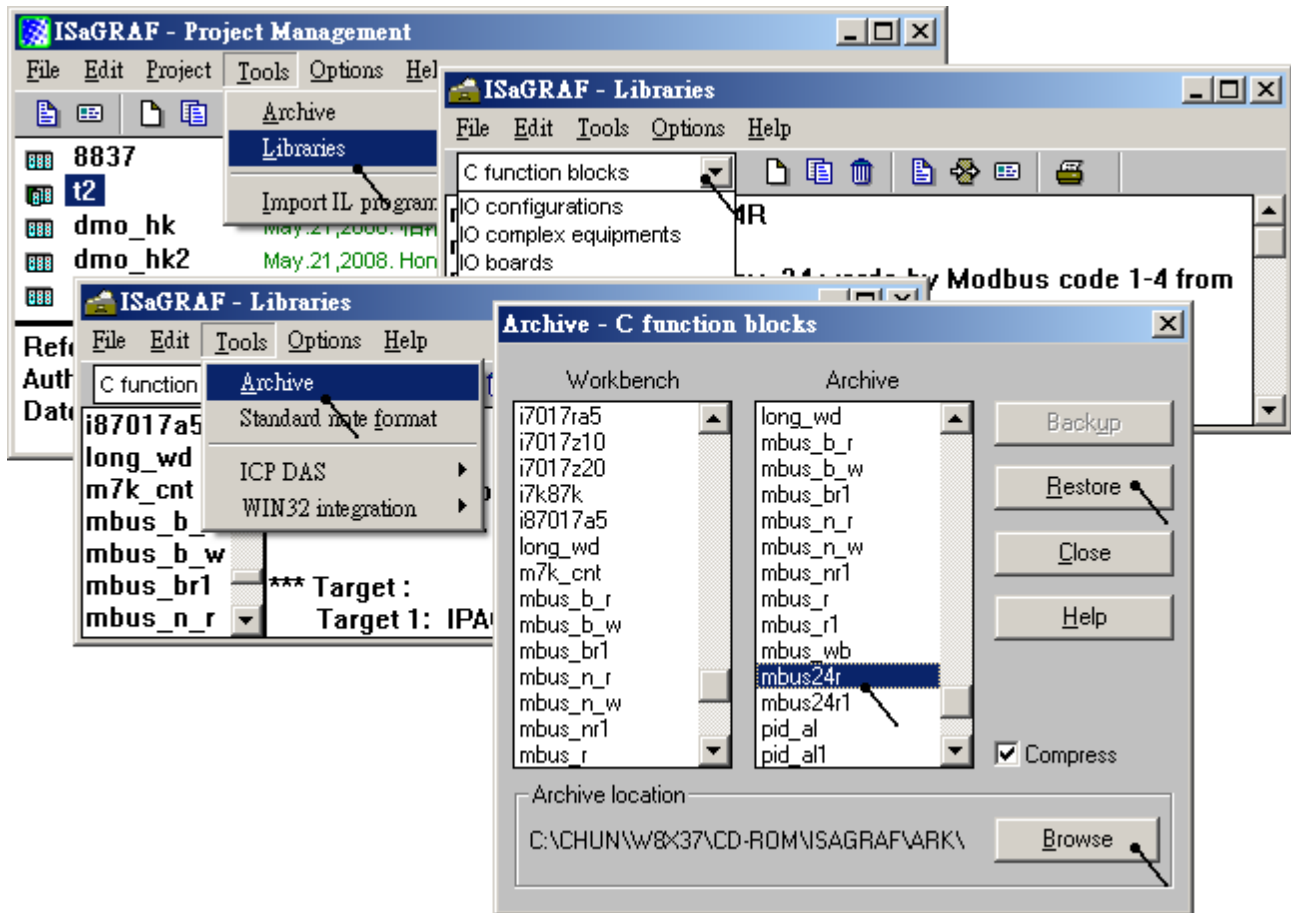 ISaGRAF - Project Management
File Edit Project Tools Options Hel
Archive
Libraries
Import IL program
8837
t2
dmo_hk
May.21,2008.
dmo_hk2
May.21,2008. Hon
Refe
Auth
Date
ISaGRAF - Libraries
File Edit Tools Options Help
C function blocks
IO configurations
IO complex equipments
IO boards
4R
by Modbus code 1-4 from
ISaGRAF - Libraries
File Edit Tools Options Help
C function
Archive
Standard note format
ICP DAS
WIN32 integration
i87017a5
long_wd
m7k_cnt
mbus_b_
mbus_b_w
mbus_br1
mbus_n_r
*** Target :
Target 1: IPA
Archive - C function blocks
Workbench
i7017ra5
i7017z10
i7017z20
i7k87k
i87017a5
long_wd
m7k_cnt
mbus_b_r
mbus_b_w
mbus_br1
mbus_n_r
mbus_n_w
mbus_nr1
mbus_r
Archive
long_wd
mbus_b_r
mbus_b_w
mbus_br1
mbus_n_r
mbus_n_w
mbus_nr1
mbus_r
mbus_r1
mbus_wb
mbus24r
mbus24r1
pid_al
pid_al1
Backup
Restore
Close
Help
Compress
Archive location
C:\CHUN\W8X37\CD-ROM\ISAGRAF\ARK\
Browse